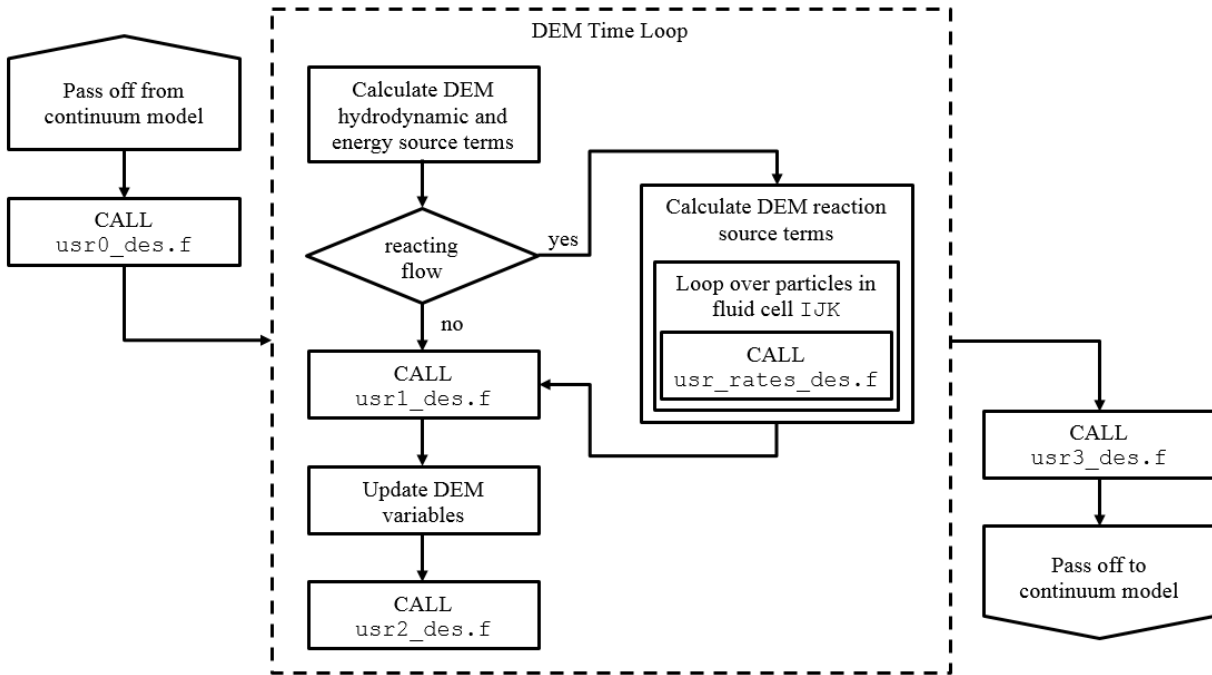 DEM Time Loop
Pass off from
continuum model
CALL
usr0_des.f
Calculate DEM
hydrodynamic and
energy source terms
reacting
flow
yes
no
Calculate DEM reaction
source terms
Loop over particles in
fluid cell IJK
CALL
usr_rates_des.f
CALL
usr1_des.f
Update DEM
variables
CALL
usr2_des.f
CALL
usr3_des.f
Pass off to
continuum model